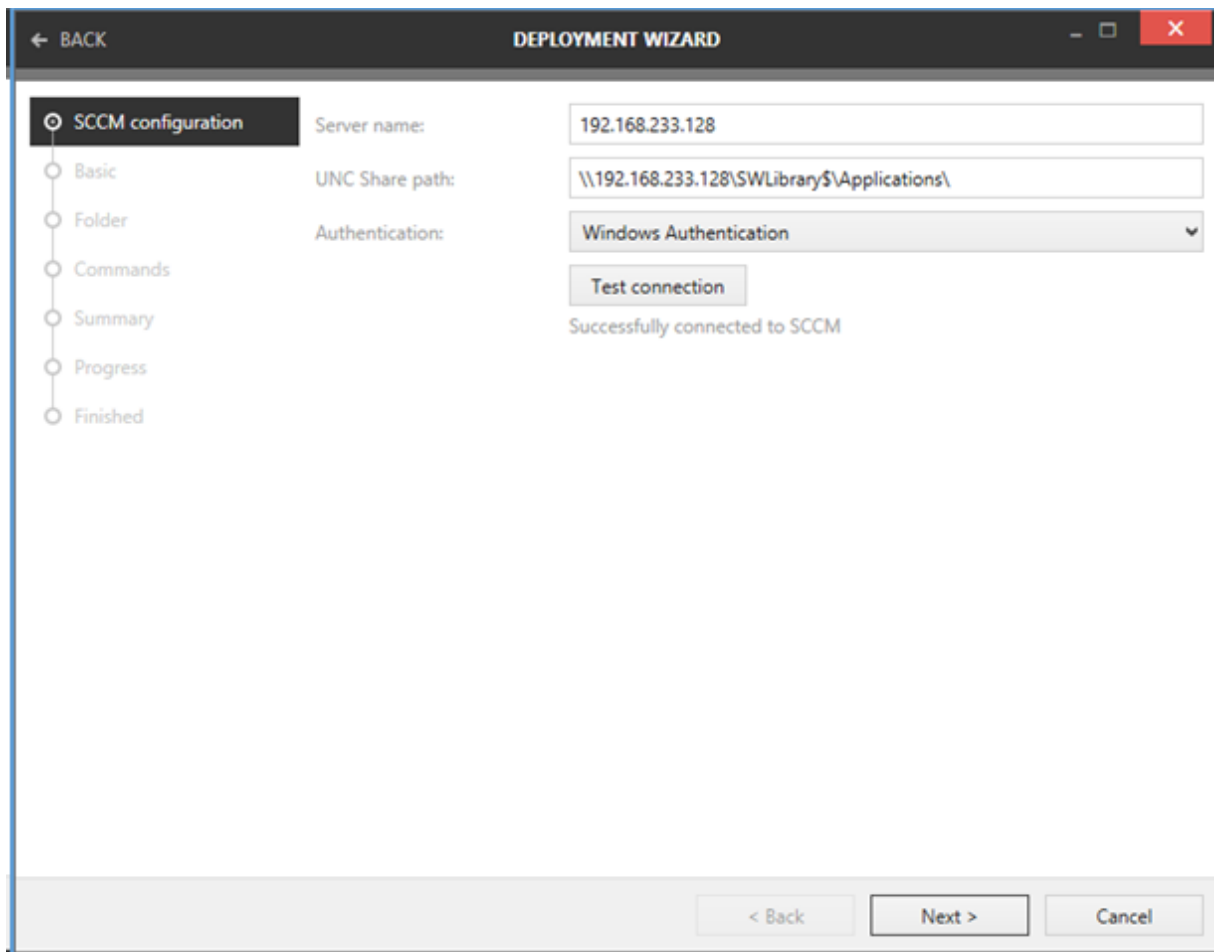 ← BACK
DEPLOYMENT WIZARD
SCCM configuration
Basic
Folder
Commands
Summary
Progress
Finished
Server name:
192.168.233.128
UNC Share path:
\\192.168.233.128\SWLibrary$\Applications\
Authentication:
Windows Authentication
Test connection
Successfully connected to SCCM
< Back
Next >
Cancel